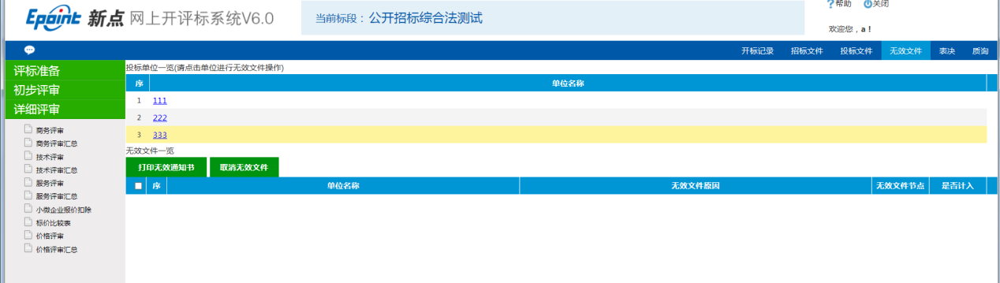 ?帮助 关闭
Epoint 新点 网上开评标系统V6.0
当前标段：公开招标综合法测试
欢迎您，a！
开标记录 招标文件 投标文件 无效文件 表决 质询
评标准备
初步评审
详细评审
商务评审
商务评审汇总
技术评审
技术评审汇总
服务评审
服务评审汇总
小微企业报价扣除
标价比较表
价格评审
价格评审汇总
投标单位一览(请点击单位进行无效文件操作)
序 单位名称
1 111
2 222
3 333
无效文件一览
打印无效通知书 取消无效文件
序 单位名称 无效文件原因 无效文件节点 是否计入